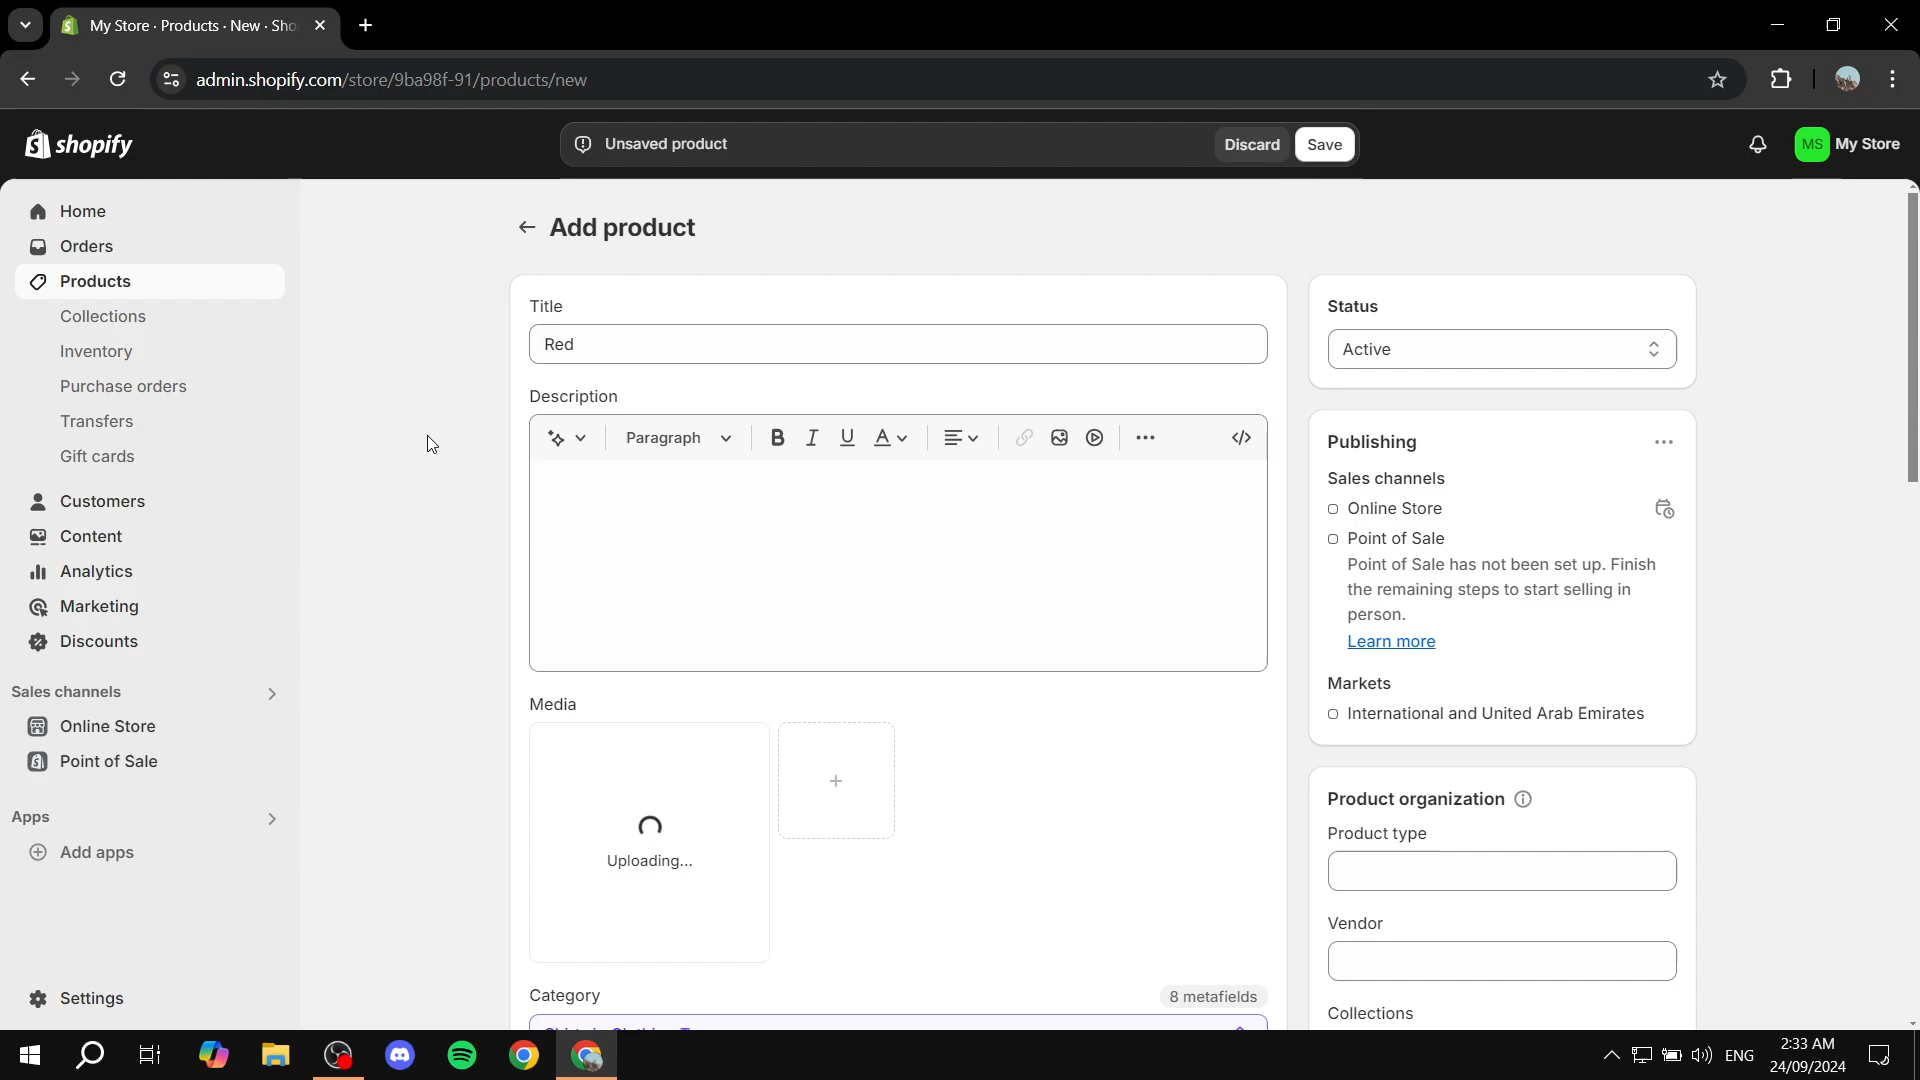 My Store · Products · New · Sho
admin.shopify.com/store/9ba98f-91/products/new
shopify
Unsaved product
Discard
Save
MS
My Store
Home
Orders
Products
Collections
Inventory
Purchase orders
Transfers
Gift cards
Customers
Content
Analytics
Marketing
Discounts
Sales channels
Online Store
Point of Sale
Apps
Add apps
Settings
Add product
Title
Red
Description
Paragraph
B I U A
Media
Uploading...
Category
8 metafields
Status
Active
Publishing
Sales channels
Online Store
Point of Sale
Point of Sale has not been set up. Finish
the remaining steps to start selling in
person.
Learn more
Markets
International and United Arab Emirates
Product organization
Product type
Vendor
Collections
ENG
2:33 AM
24/09/2024